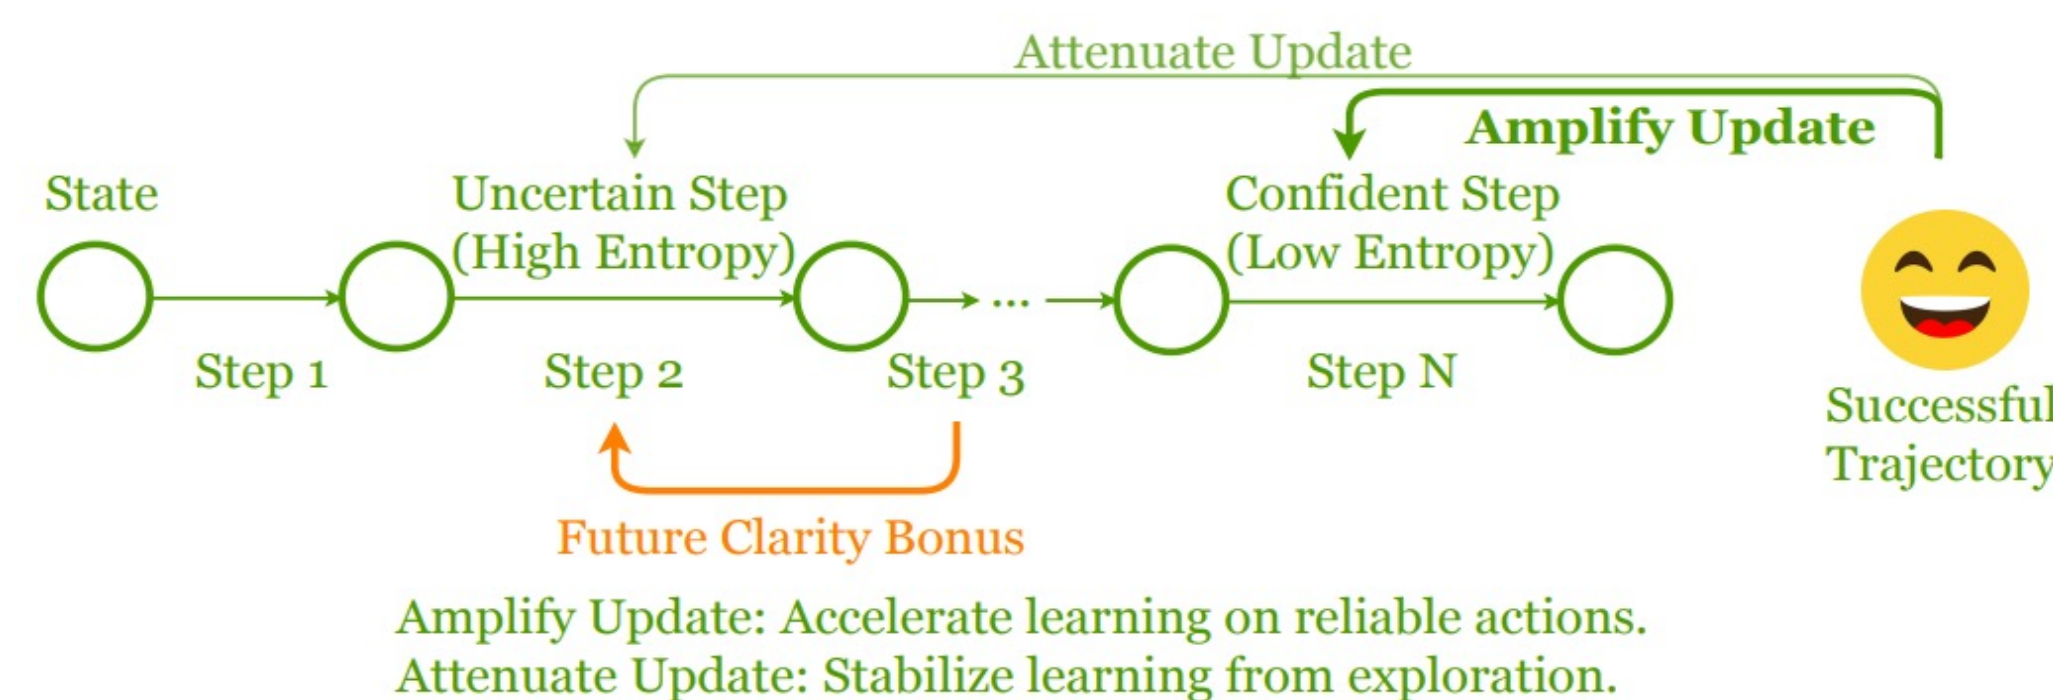 Attenuate Update
Amplify Update
State
Uncertain Step
(High Entropy)
Confident Step
(Low Entropy)
...
Step 1
Step 2
Step 3
Step N
Successful
Trajectory
Future Clarity Bonus
Amplify Update: Accelerate learning on reliable actions.
Attenuate Update: Stabilize learning from exploration.